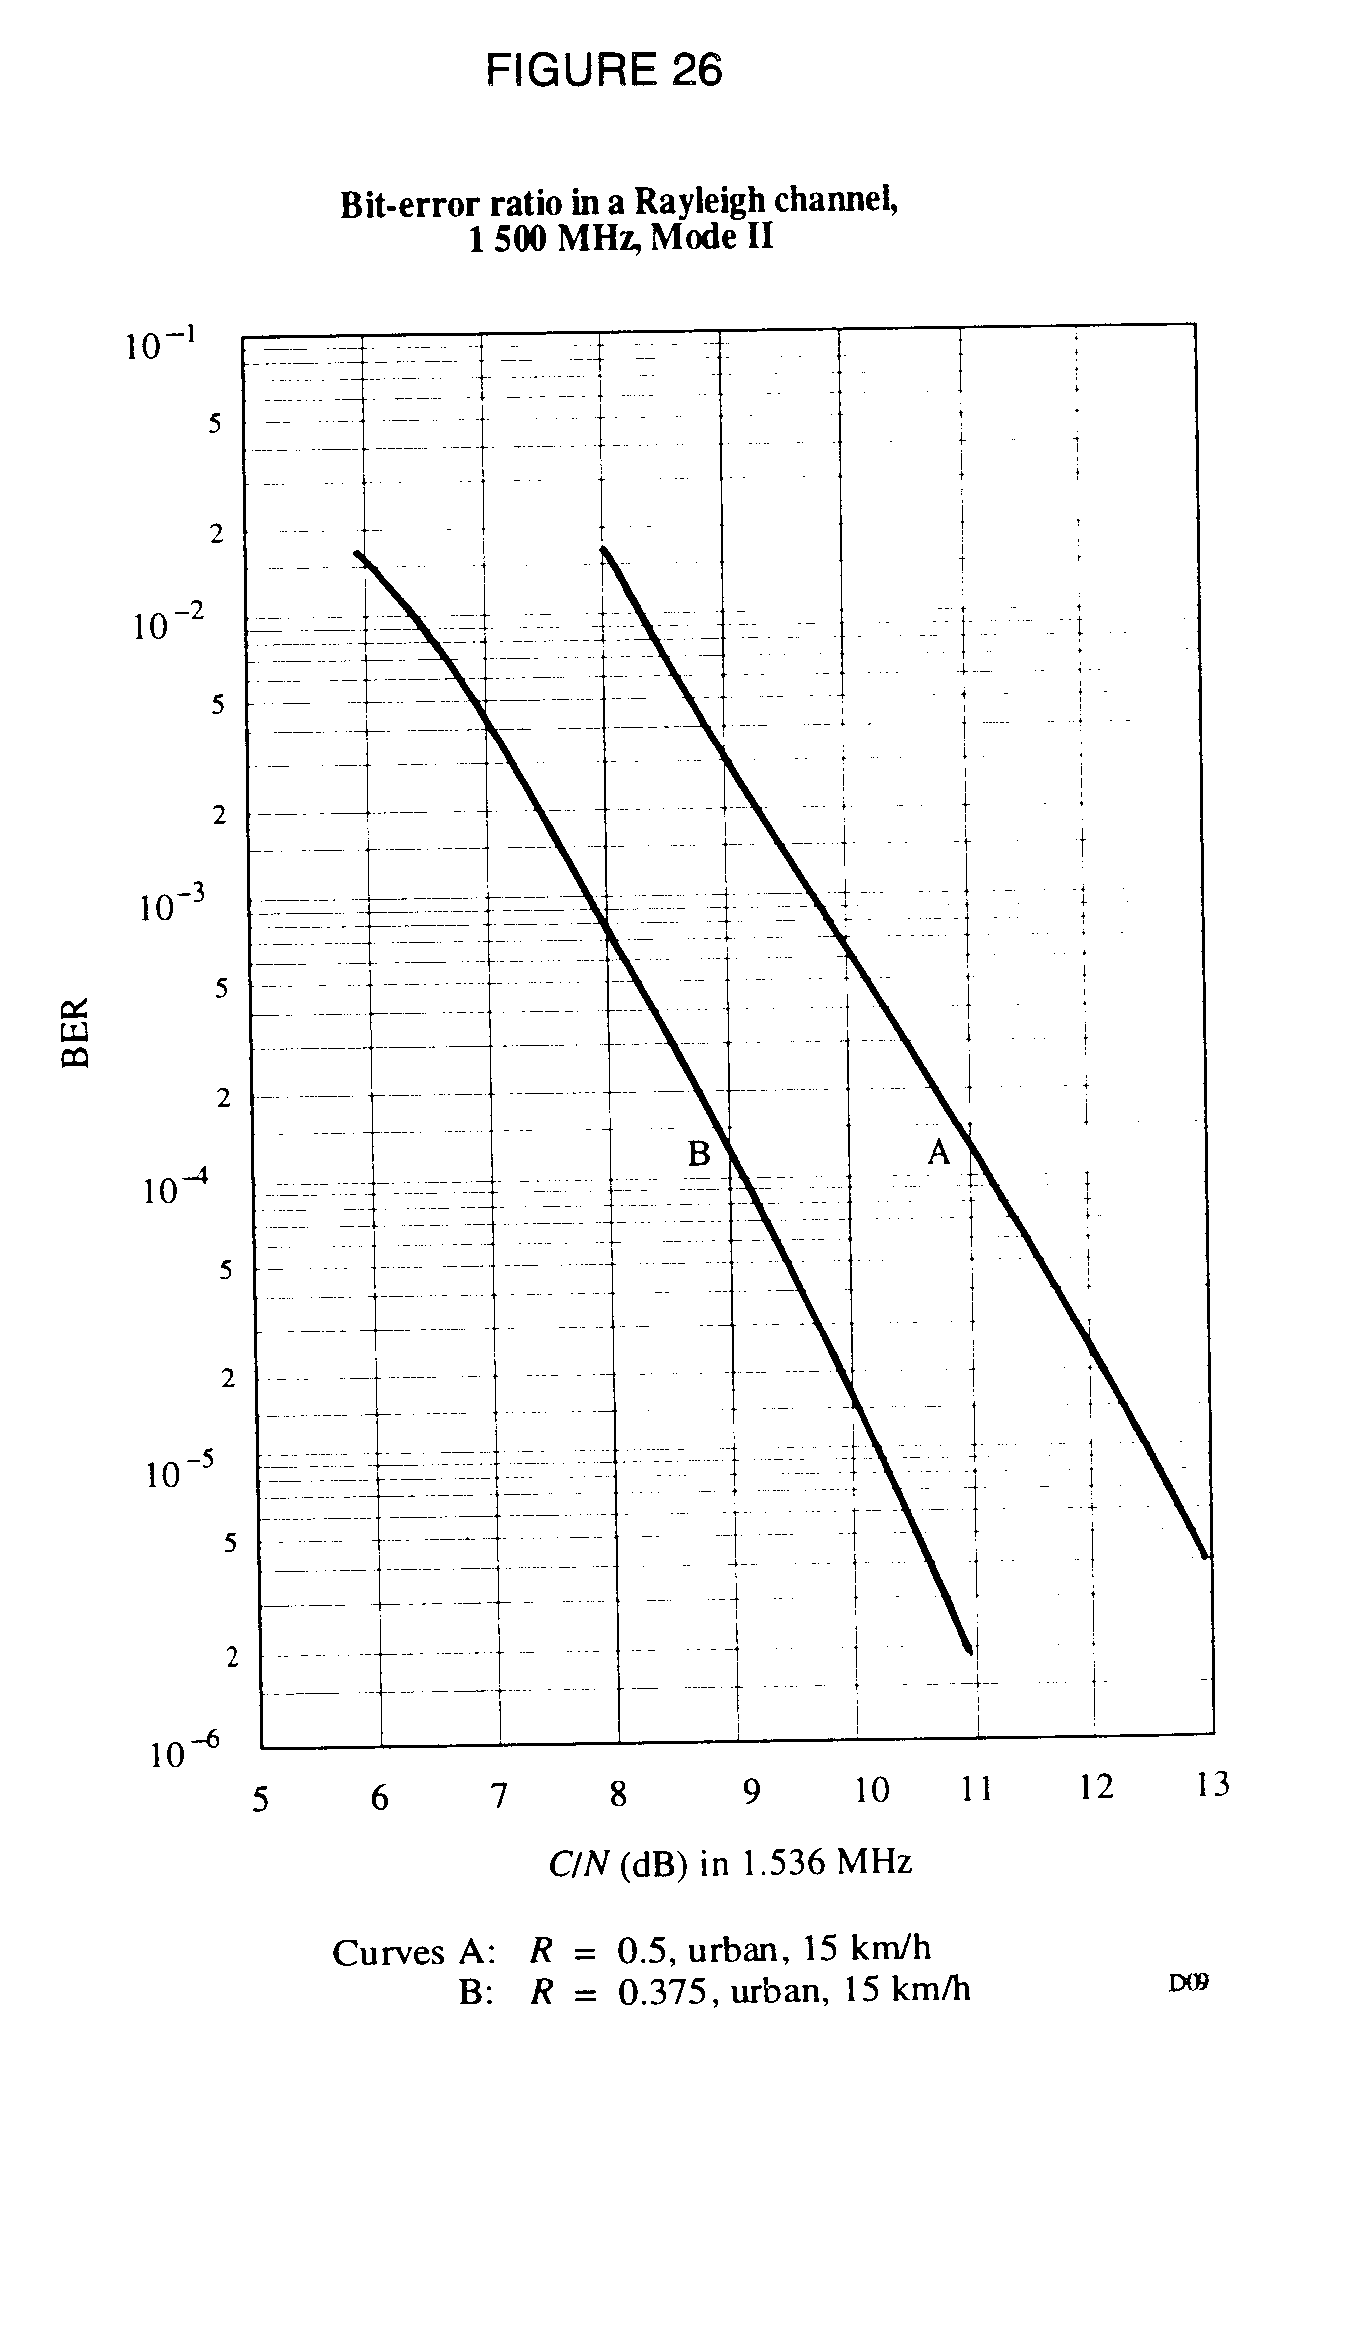 FIGURE 26
Bit-error ratio in a Rayleigh channel,
1 500 MHz, Mode II
10⁻¹
5
2
10⁻²
5
2
10⁻³
5
2
10⁻⁴
5
2
10⁻⁵
5
2
10⁻⁶
BER
B
A
5 6 7 8 9 10 11 12 13
C/N (dB) in 1.536 MHz
Curves A: R = 0.5, urban, 15 km/h
B: R = 0.375, urban, 15 km/h
D09